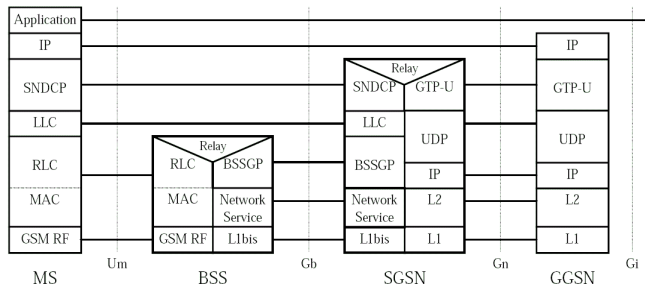 Application
IP
SNDCP
LLC
RLC
MAC
GSM RF
MS
Um
Relay
RLC
BSSGP
MAC
Network
Service
GSM RF
L1bis
BSS
Gb
Relay
SNDCP
GTP-U
LLC
UDP
BSSGP
IP
Network
Service
L2
L1bis
L1
SGSN
Gn
IP
GTP-U
UDP
IP
L2
L1
GGSN
Gi